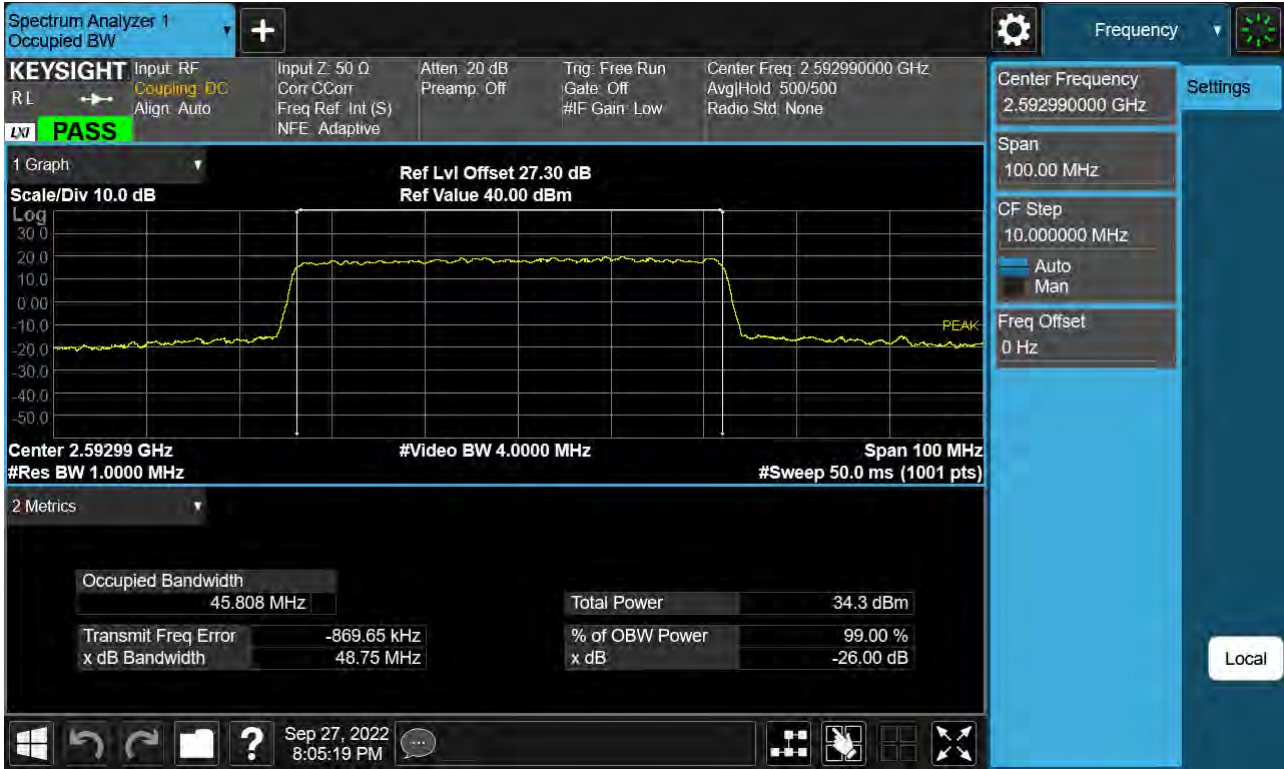 Spectrum Analyzer 1
Occupied BW
Frequency
KEYSIGHT
R L
LXI
PASS
Input: RF
Coupling: DC
Align: Auto
Input Z: 50 Ω
Corr CCorr
Freq Ref: Int (S)
NFE: Adaptive
Atten: 20 dB
Preamp: Off
Trig: Free Run
Gate: Off
#IF Gain: Low
Center Freq: 2.592990000 GHz
Avg|Hold: 500/500
Radio Std: None
1 Graph
Scale/Div 10.0 dB
Ref Lvl Offset 27.30 dB
Ref Value 40.00 dBm
Log
30.0
20.0
10.0
0.00
-10.0
-20.0
-30.0
-40.0
-50.0
PEAK
Center 2.59299 GHz
#Video BW 4.0000 MHz
Span 100 MHz
#Res BW 1.0000 MHz
#Sweep 50.0 ms (1001 pts)
2 Metrics
Occupied Bandwidth
45.808 MHz
Total Power 34.3 dBm
Transmit Freq Error -869.65 kHz
% of OBW Power 99.00 %
x dB Bandwidth 48.75 MHz
x dB -26.00 dB
?
Sep 27, 2022
8:05:19 PM
Center Frequency
2.592990000 GHz
Settings
Span
100.00 MHz
CF Step
10.000000 MHz
Auto
Man
Freq Offset
0 Hz
Local